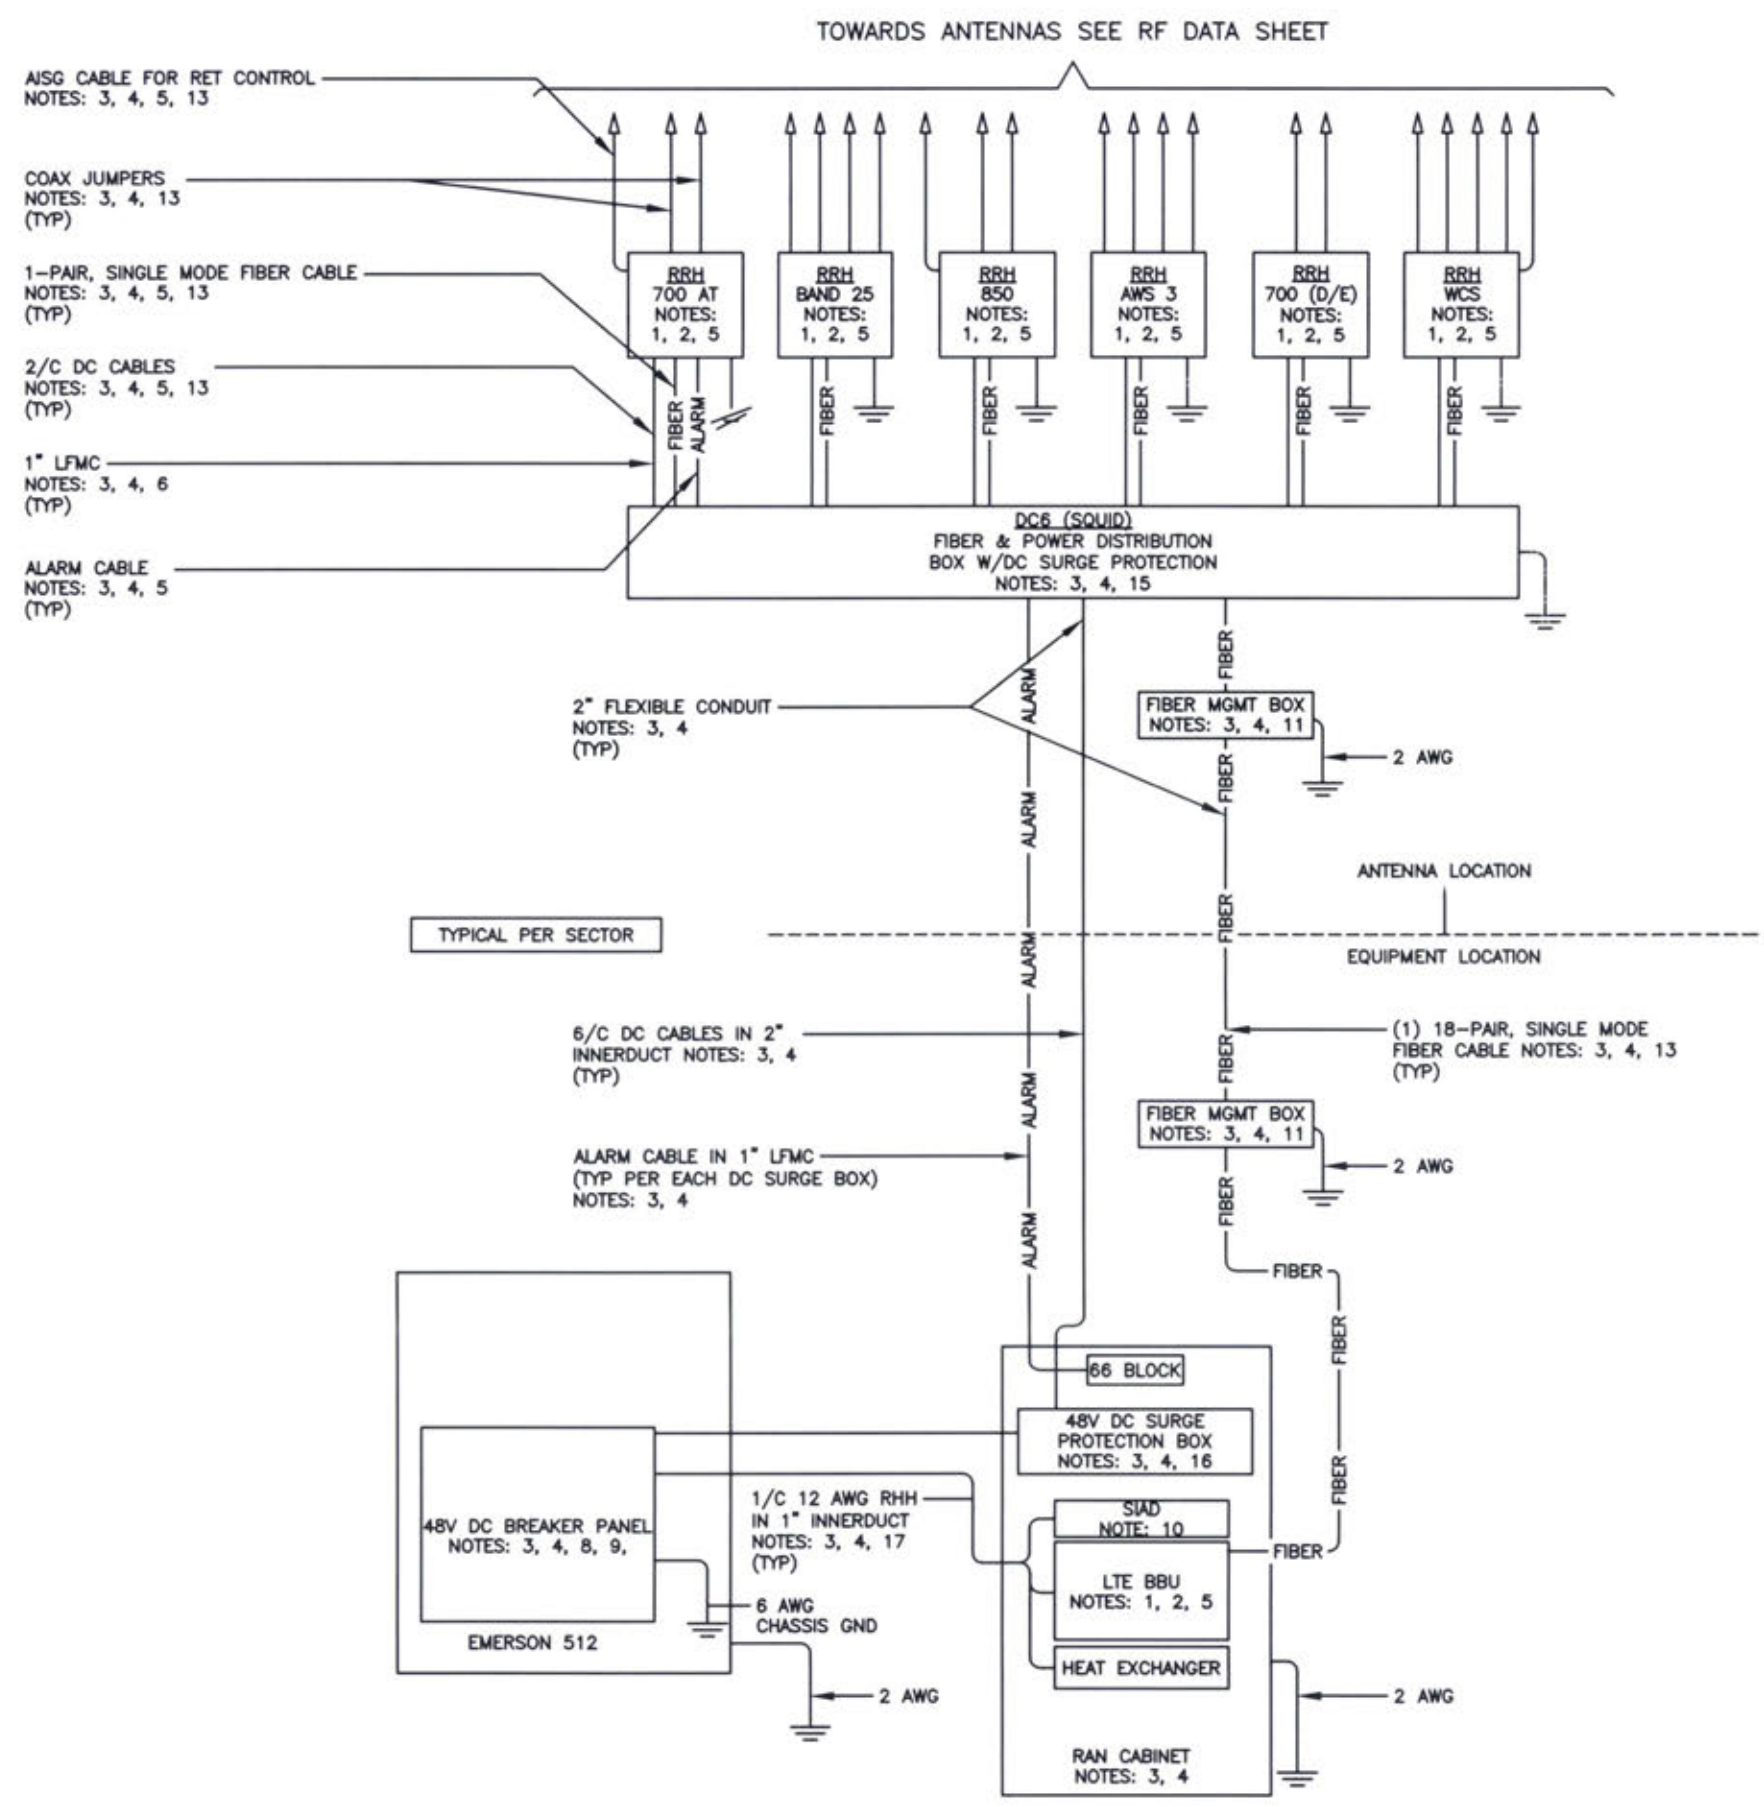 TOWARDS ANTENNAS SEE RF DATA SHEET
AISG CABLE FOR RET CONTROL
NOTES: 3, 4, 5, 13
COAX JUMPERS
NOTES: 3, 4, 13
(TYP)
1-PAIR, SINGLE MODE FIBER CABLE
NOTES: 3, 4, 5, 13
(TYP)
2/C DC CABLES
NOTES: 3, 4, 5, 13
(TYP)
1" LFMC
NOTES: 3, 4, 6
(TYP)
ALARM CABLE
NOTES: 3, 4, 5
(TYP)
RRH
700 AT
NOTES:
1, 2, 5
RRH
BAND 25
NOTES:
1, 2, 5
RRH
850
NOTES:
1, 2, 5
RRH
AWS 3
NOTES:
1, 2, 5
RRH
700 (D/E)
NOTES:
1, 2, 5
RRH
WCS
NOTES:
1, 2, 5
FIBER
ALARM
FIBER
FIBER
FIBER
FIBER
FIBER
DC6 (SQUID)
FIBER & POWER DISTRIBUTION
BOX W/DC SURGE PROTECTION
NOTES: 3, 4, 15
2" FLEXIBLE CONDUIT
NOTES: 3, 4
(TYP)
ALARM
ALARM
ALARM
ALARM
ALARM
FIBER
FIBER MGMT BOX
NOTES: 3, 4, 11
2 AWG
FIBER
ANTENNA LOCATION
FIBER
TYPICAL PER SECTOR
EQUIPMENT LOCATION
6/C DC CABLES IN 2"
INNERDUCT NOTES: 3, 4
(TYP)
(1) 18-PAIR, SINGLE MODE
FIBER CABLE NOTES: 3, 4, 13
(TYP)
FIBER
FIBER MGMT BOX
NOTES: 3, 4, 11
2 AWG
ALARM CABLE IN 1" LFMC
(TYP PER EACH DC SURGE BOX)
NOTES: 3, 4
FIBER
FIBER
FIBER
FIBER
FIBER
66 BLOCK
48V DC SURGE
PROTECTION BOX
NOTES: 3, 4, 16
48V DC BREAKER PANEL
NOTES: 3, 4, 8, 9,
EMERSON 512
1/C 12 AWG RHH
IN 1" INNERDUCT
NOTES: 3, 4, 17
(TYP)
6 AWG
CHASSIS GND
2 AWG
SIAD
NOTE: 10
LTE BBU
NOTES: 1, 2, 5
HEAT EXCHANGER
2 AWG
RAN CABINET
NOTES: 3, 4